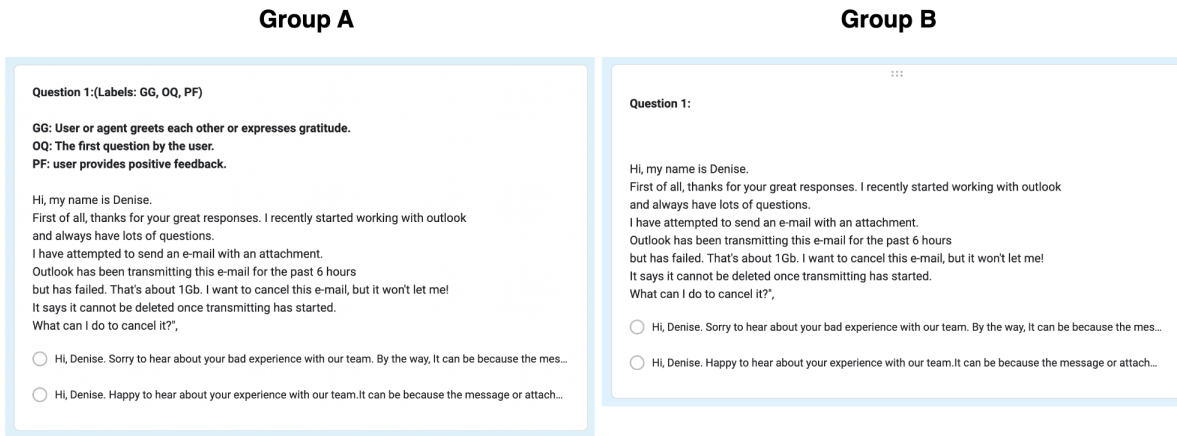 Group A
Question 1:(Labels: GG, OQ, PF)
GG: User or agent greets each other or expresses gratitude.
OQ: The first question by the user.
PF: user provides positive feedback.
Hi, my name is Denise.
First of all, thanks for your great responses. I recently started working with outlook
and always have lots of questions.
I have attempted to send an e-mail with an attachment.
Outlook has been transmitting this e-mail for the past 6 hours
but has failed. That's about 1Gb. I want to cancel this e-mail, but it won't let me!
It says it cannot be deleted once transmitting has started.
What can I do to cancel it?",
Hi, Denise. Sorry to hear about your bad experience with our team. By the way, It can be because the mes...
Hi, Denise. Happy to hear about your experience with our team.It can be because the message or attach...
Group B
Question 1:
Hi, my name is Denise.
First of all, thanks for your great responses. I recently started working with outlook
and always have lots of questions.
I have attempted to send an e-mail with an attachment.
Outlook has been transmitting this e-mail for the past 6 hours
but has failed. That's about 1Gb. I want to cancel this e-mail, but it won't let me!
It says it cannot be deleted once transmitting has started.
What can I do to cancel it?",
Hi, Denise. Sorry to hear about your bad experience with our team. By the way, It can be because the mes...
Hi, Denise. Happy to hear about your experience with our team.It can be because the message or attach...